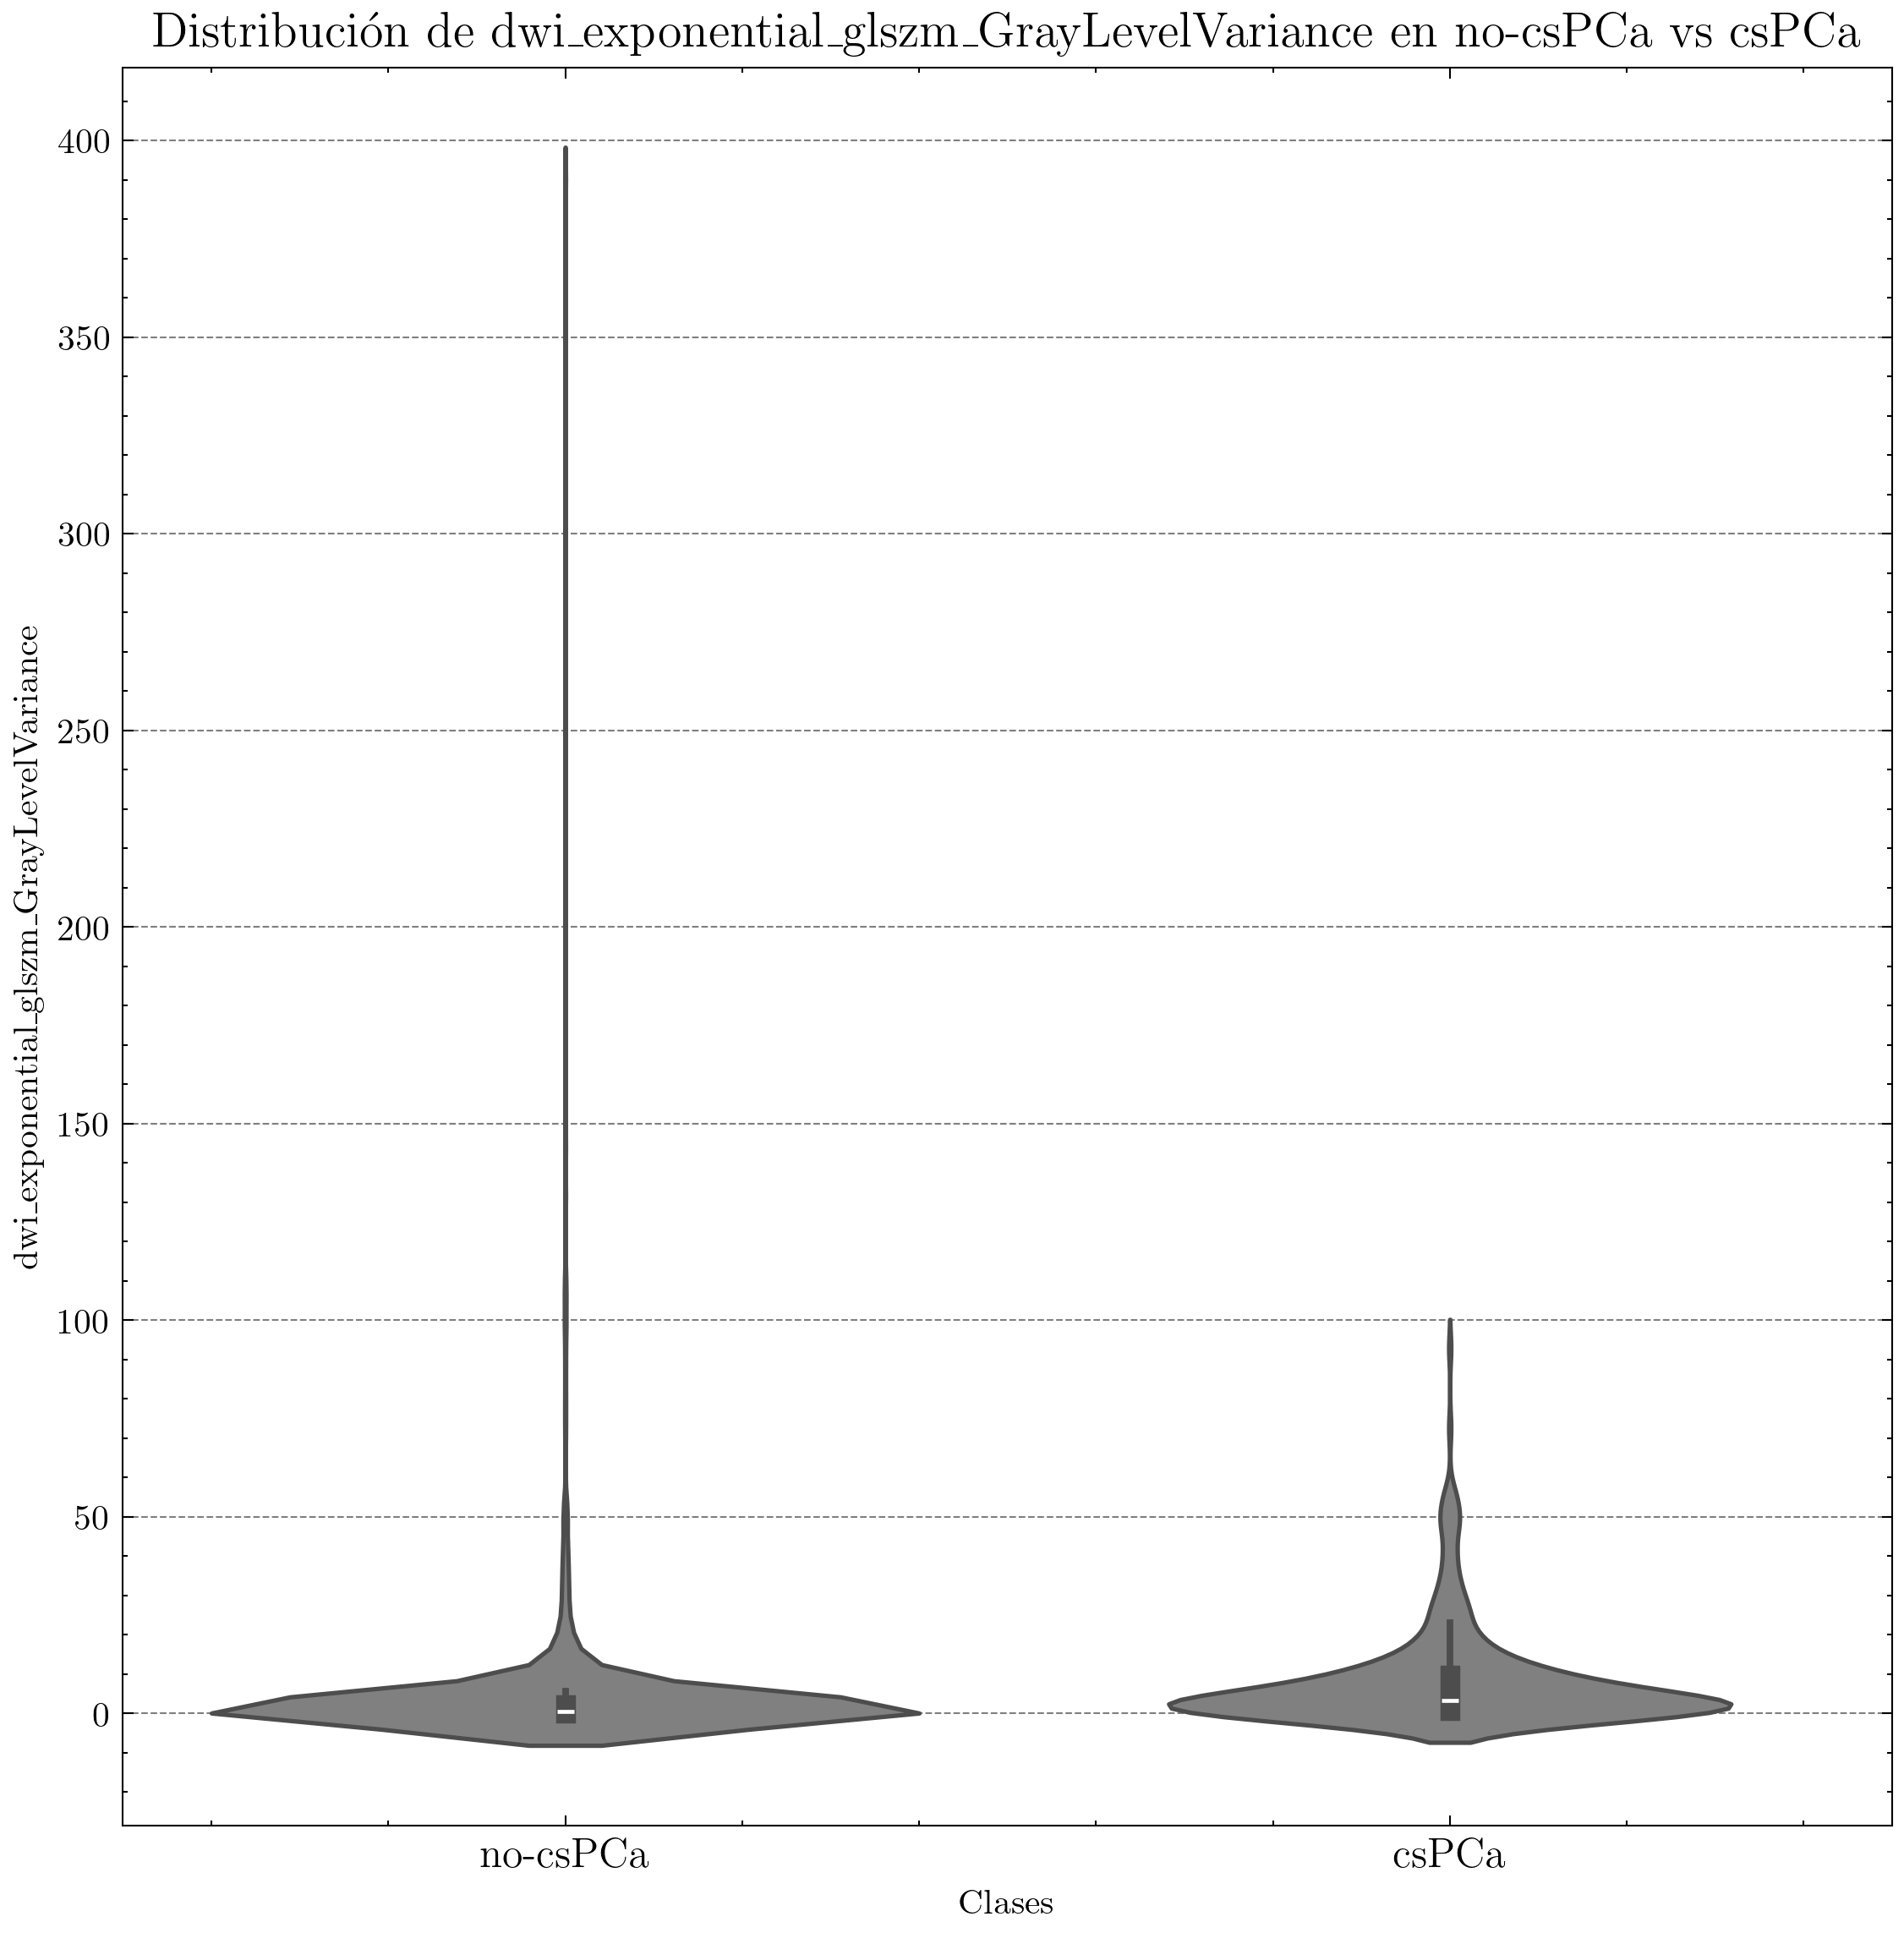 Distribución de dwi_exponential_glszm_GrayLevelVariance en no-csPCa vs csPCa
400
350
300
250
200
150
100
50
0
dwi_exponential_glszm_GrayLevelVariance
no-csPCa
csPCa
Clases